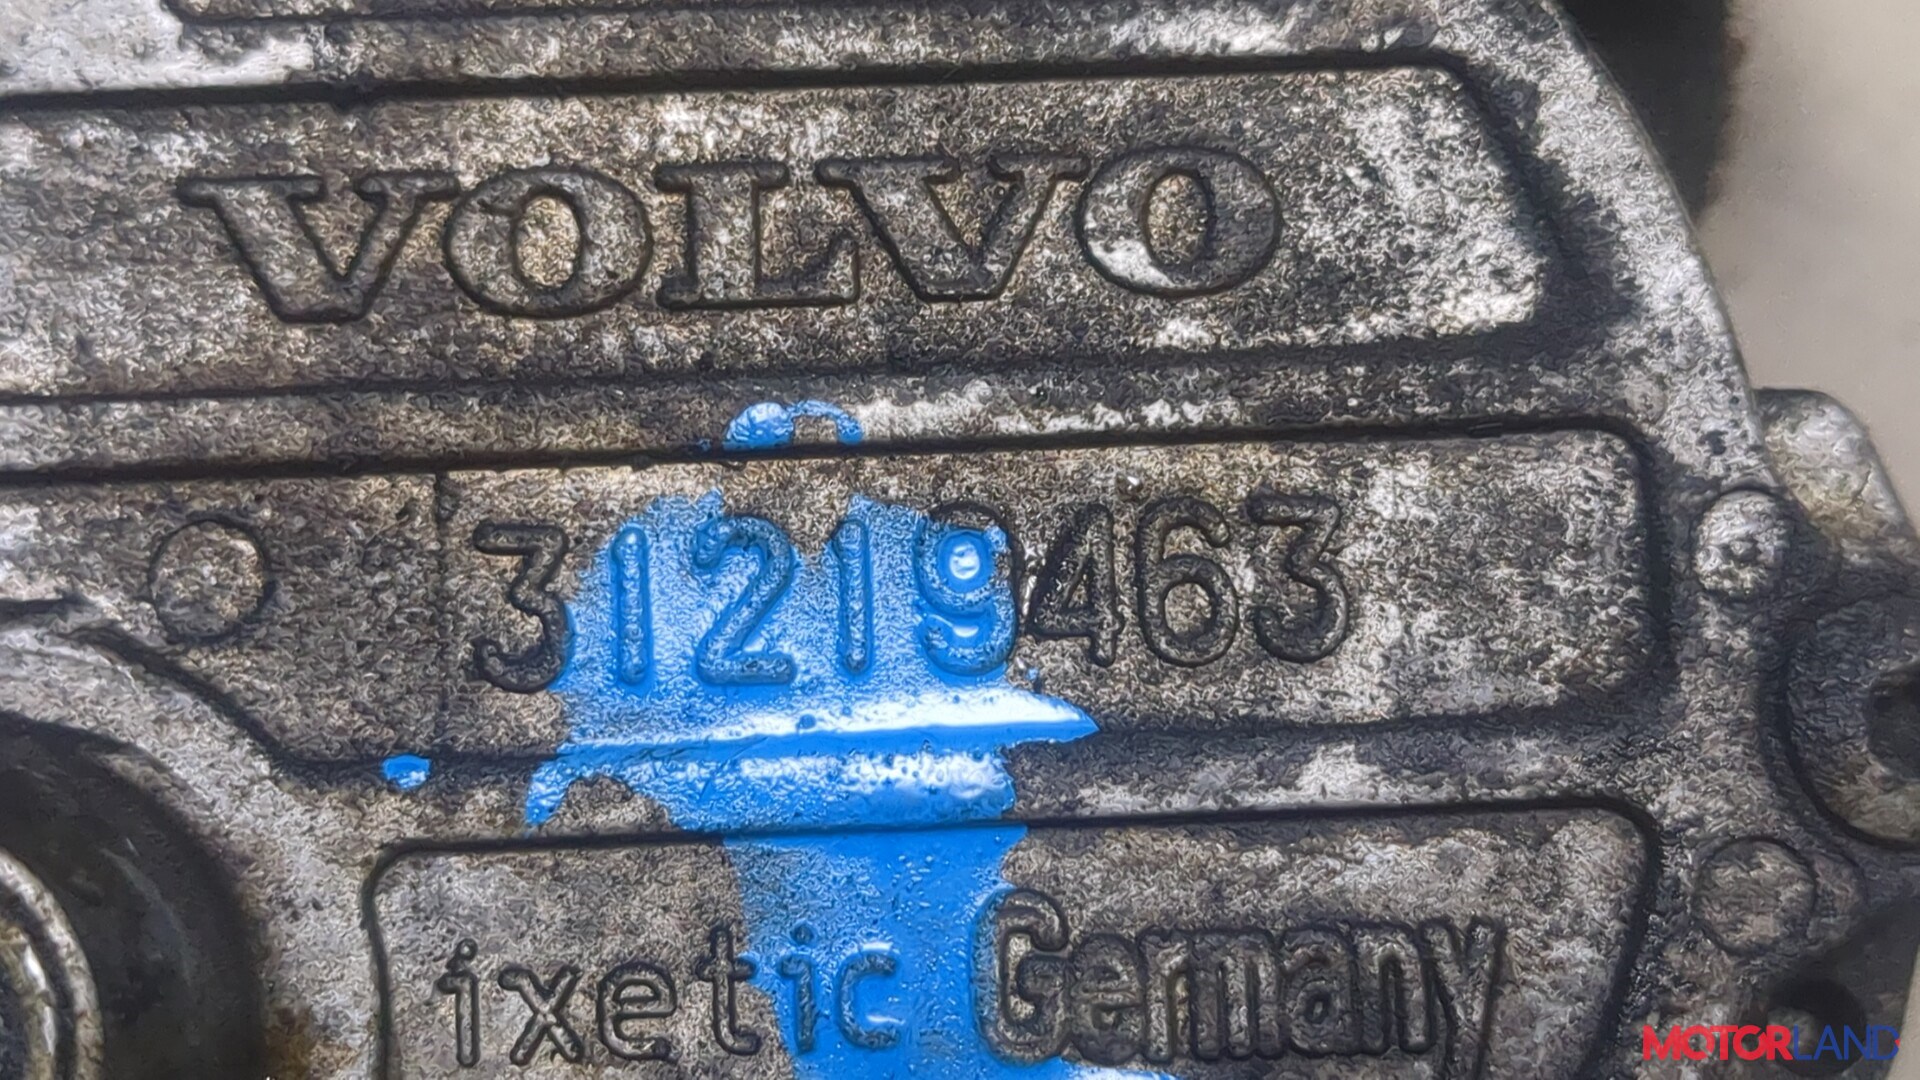 VOLVO
31219463
ixetic Germany
MOTORLAND